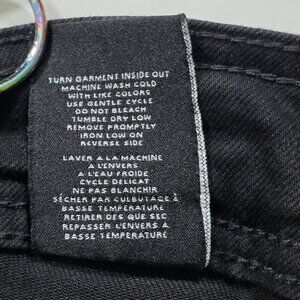 TURN GARMENT INSIDE OUT
MACHINE WASH COLD
WITH LIKE COLORS
USE GENTLE CYCLE
DO NOT BLEACH
TUMBLE DRY LOW
REMOVE PROMPTLY
IRON LOW ON
REVERSE SIDE
LAVER A LA MACHINE
A L'ENVERS
A L'EAU FROIDE
CYCLE DELICAT
NE PAS BLANCHIR
SÉCHER PAR CULBUTAGE À
BASSE TEMPÉRATURE
RETIRER DES QUE SEC
REPASSER L'ENVERS A
BASSE TEMPÉRATURE